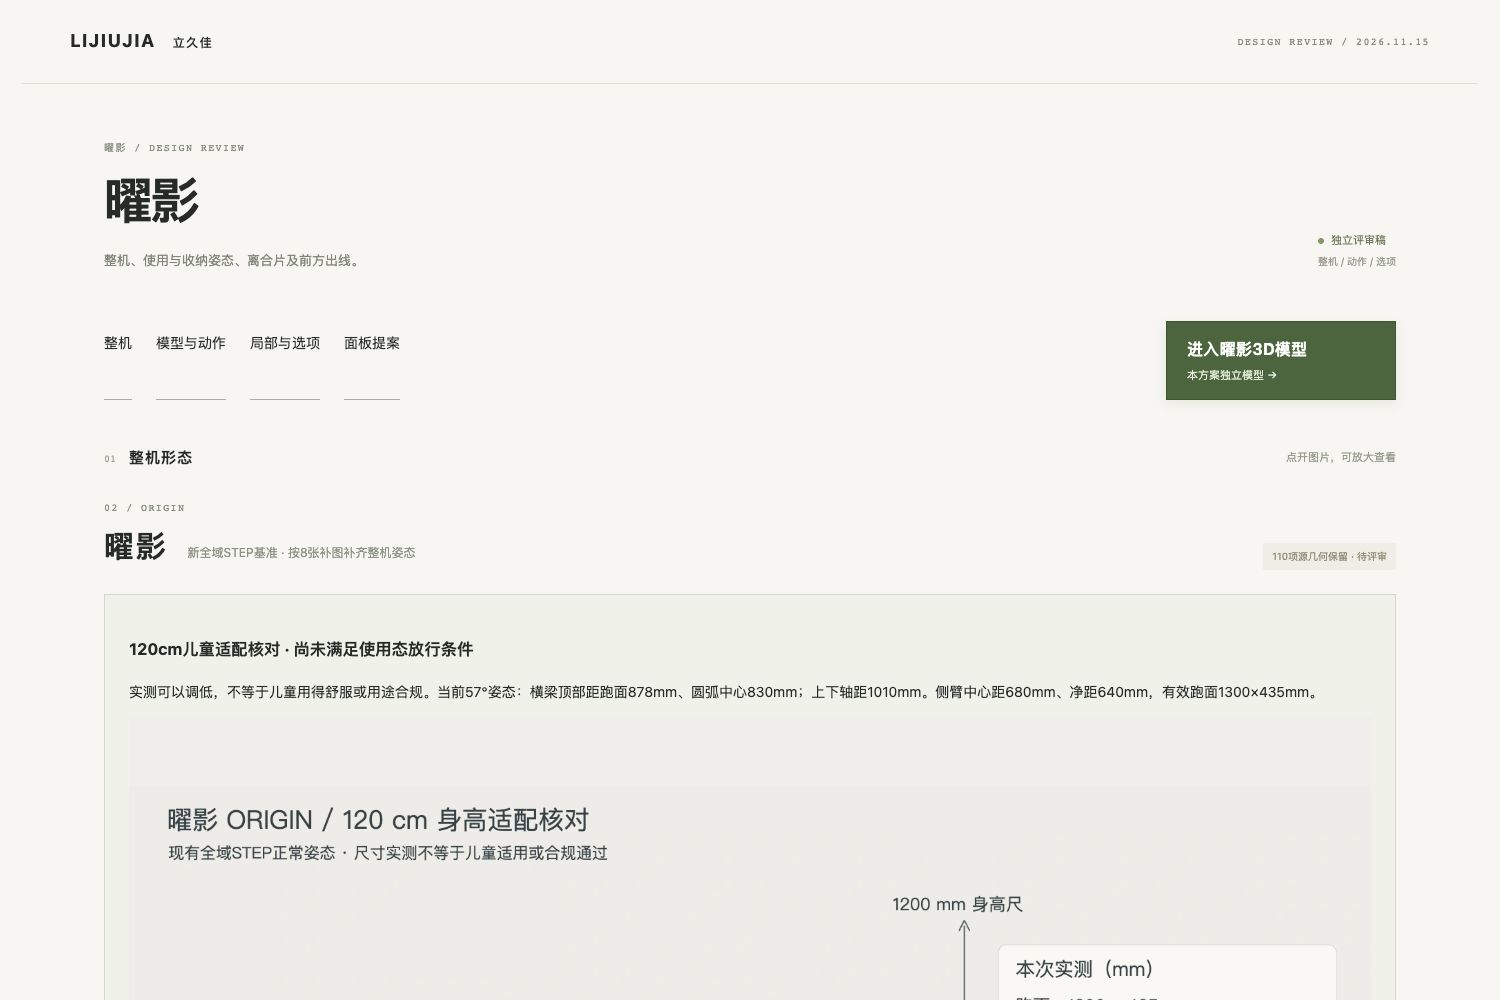 LIJIUJIA 立久佳
DESIGN REVIEW / 2026.11.15
曜影 / DESIGN REVIEW
曜影
整机、使用与收纳姿态、离合片及前方出线。
独立评审稿
整机 / 动作 / 选项
整机 模型与动作 局部与选项 面板提案
进入曜影3D模型
本方案独立模型 →
01 整机形态
点开图片，可放大查看
02 / ORIGIN
曜影 新全域STEP基准 · 按8张补图补齐整机姿态
110项源几何保留 · 待评审
120cm儿童适配核对 · 尚未满足使用态放行条件
实测可以调低，不等于儿童用得舒服或用途合规。当前57°姿态：横梁顶部距跑面878mm、圆弧中心830mm；上下轴距1010mm。侧臂中心距680mm、净距640mm，有效跑面1300×435mm。
曜影 ORIGIN / 120 cm 身高适配核对
现有全域STEP正常姿态 · 尺寸实测不等于儿童适用或合规通过
1200 mm 身高尺
本次实测（mm）